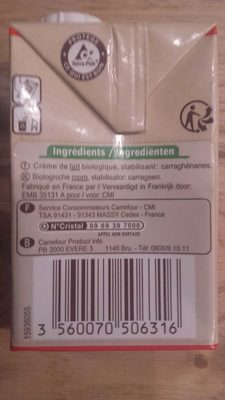 PROTÈGE
Tetra Pak
CE QUI EST BON
Ingrédients / Ingrediënten
F Crème de lait biologique, stabilisant: carraghénanes.
N Biologische room, stabilisator: carrageen.
Fabriqué en France par / Vervaardigd in Frankrijk door:
EMB 35131 A pour / voor: CMI
F Service Consommateurs Carrefour - CMI
TSA 91431 - 91343 MASSY Cedex - France
N°Cristal 09 69 39 7000
APPEL NON SURTAXÉ
B Carrefour Product info
PB 2000 EVERE 3 1140 Bru. - Tél: 0800/9.10.11
15936055
3 560070 506316